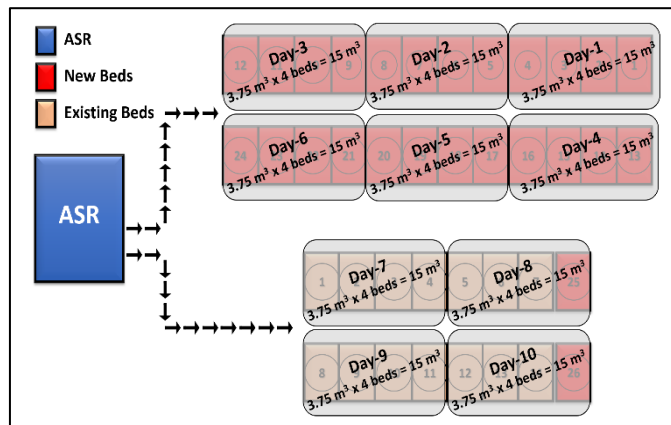 ASR
New Beds
Existing Beds
ASR
Day-3 Day-2 Day-1
12 9 8 5 4 1
3.75 m³ x 4 beds = 15 m³ 3.75 m³ x 4 beds = 15 m³ 3.75 m³ x 4 beds = 15 m³
Day-6 Day-5 Day-4
24 21 20 17 16 13
3.75 m³ x 4 beds = 15 m³ 3.75 m³ x 4 beds = 15 m³ 3.75 m³ x 4 beds = 15 m³
Day-7 Day-8
1 2 4 5 25
3.75 m³ x 4 beds = 15 m³ 3.75 m³ x 4 beds = 15 m³
Day-9 Day-10
8 11 12 26
3.75 m³ x 4 beds = 15 m³ 3.75 m³ x 4 beds = 15 m³